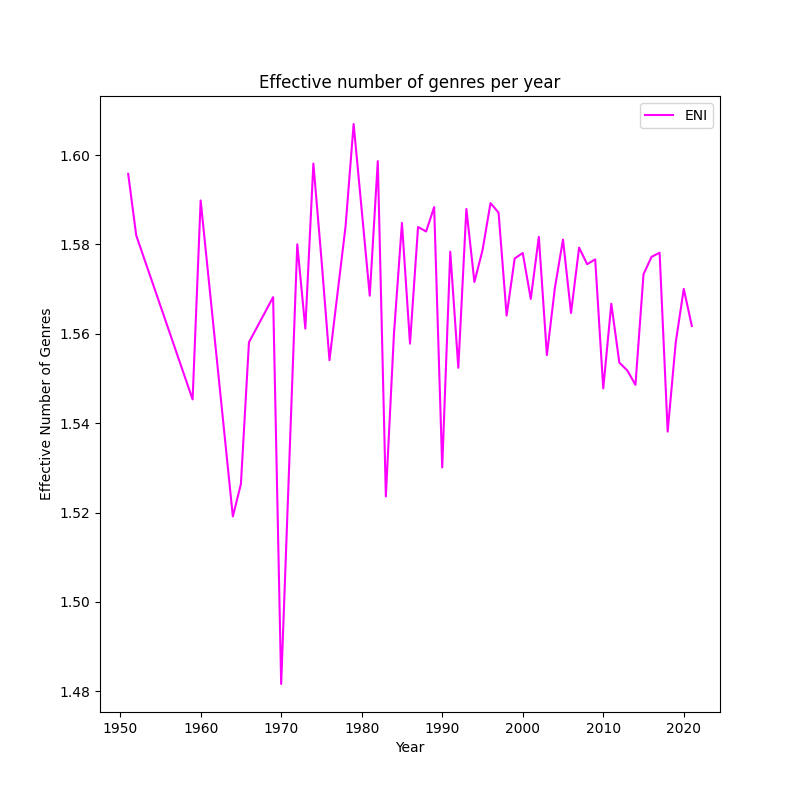 Effective number of genres per year
ENI
Effective Number of Genres
1.60
1.58
1.56
1.54
1.52
1.50
1.48
1950 1960 1970 1980 1990 2000 2010 2020
Year